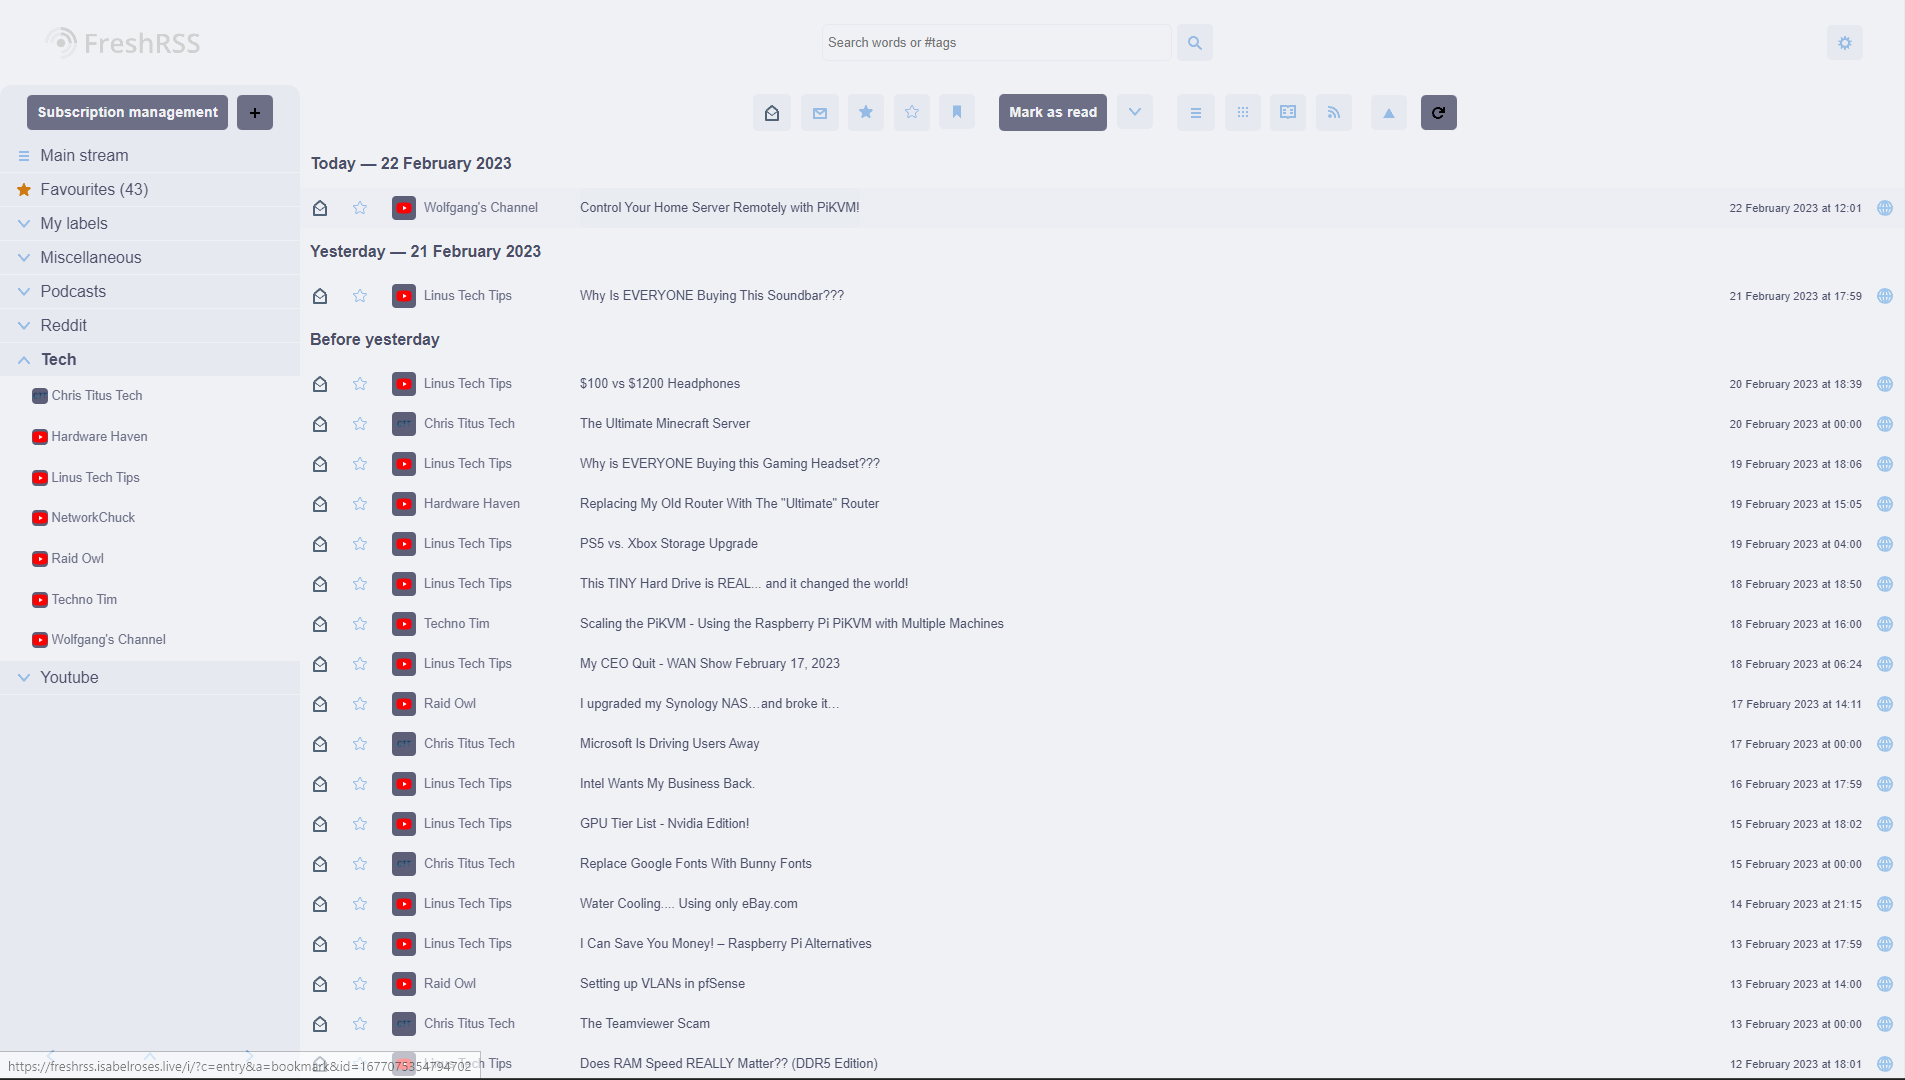 FreshRSS
Search words or #tags
Subscription management
Mark as read
Main stream
Favourites (43)
My labels
Miscellaneous
Podcasts
Reddit
Tech
Chris Titus Tech
Hardware Haven
Linus Tech Tips
NetworkChuck
Raid Owl
Techno Tim
Wolfgang's Channel
Youtube
Today — 22 February 2023
Wolfgang's Channel Control Your Home Server Remotely with PiKVM! 22 February 2023 at 12:01
Yesterday — 21 February 2023
Linus Tech Tips Why Is EVERYONE Buying This Soundbar??? 21 February 2023 at 17:59
Before yesterday
Linus Tech Tips $100 vs $1200 Headphones 20 February 2023 at 18:39
Chris Titus Tech The Ultimate Minecraft Server 20 February 2023 at 00:00
Linus Tech Tips Why is EVERYONE Buying this Gaming Headset??? 19 February 2023 at 18:06
Hardware Haven Replacing My Old Router With The "Ultimate" Router 19 February 2023 at 15:05
Linus Tech Tips PS5 vs. Xbox Storage Upgrade 19 February 2023 at 04:00
Linus Tech Tips This TINY Hard Drive is REAL... and it changed the world! 18 February 2023 at 18:50
Techno Tim Scaling the PiKVM - Using the Raspberry Pi PiKVM with Multiple Machines 18 February 2023 at 16:00
Linus Tech Tips My CEO Quit - WAN Show February 17, 2023 18 February 2023 at 06:24
Raid Owl I upgraded my Synology NAS…and broke it… 17 February 2023 at 14:11
Chris Titus Tech Microsoft Is Driving Users Away 17 February 2023 at 00:00
Linus Tech Tips Intel Wants My Business Back. 16 February 2023 at 17:59
Linus Tech Tips GPU Tier List - Nvidia Edition! 15 February 2023 at 18:02
Chris Titus Tech Replace Google Fonts With Bunny Fonts 15 February 2023 at 00:00
Linus Tech Tips Water Cooling.... Using only eBay.com 14 February 2023 at 21:15
Linus Tech Tips I Can Save You Money! – Raspberry Pi Alternatives 13 February 2023 at 17:59
Raid Owl Setting up VLANs in pfSense 13 February 2023 at 14:00
Chris Titus Tech The Teamviewer Scam 13 February 2023 at 00:00
Linus Tech Tips Does RAM Speed REALLY Matter?? (DDR5 Edition) 12 February 2023 at 18:01
https://freshrss.isabelroses.live/i/?c=entry&a=bookmark&id=1677075354794702